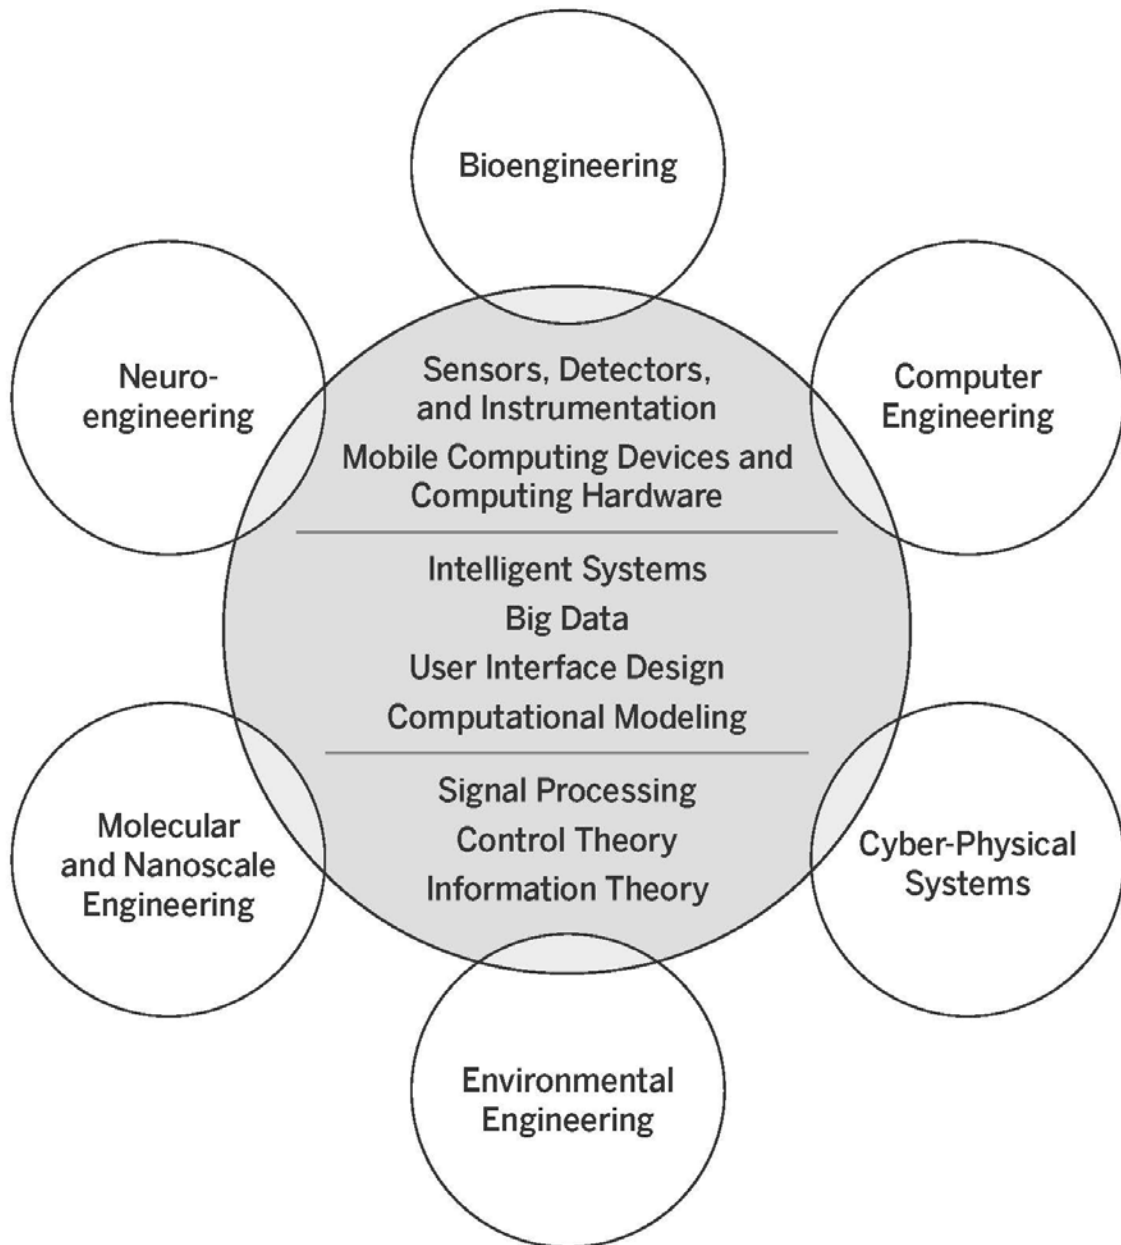 Bioengineering
Neuro-
engineering
Computer
Engineering
Sensors, Detectors,
and Instrumentation
Mobile Computing Devices and
Computing Hardware
Intelligent Systems
Big Data
User Interface Design
Computational Modeling
Signal Processing
Control Theory
Information Theory
Molecular
and Nanoscale
Engineering
Cyber-Physical
Systems
Environmental
Engineering